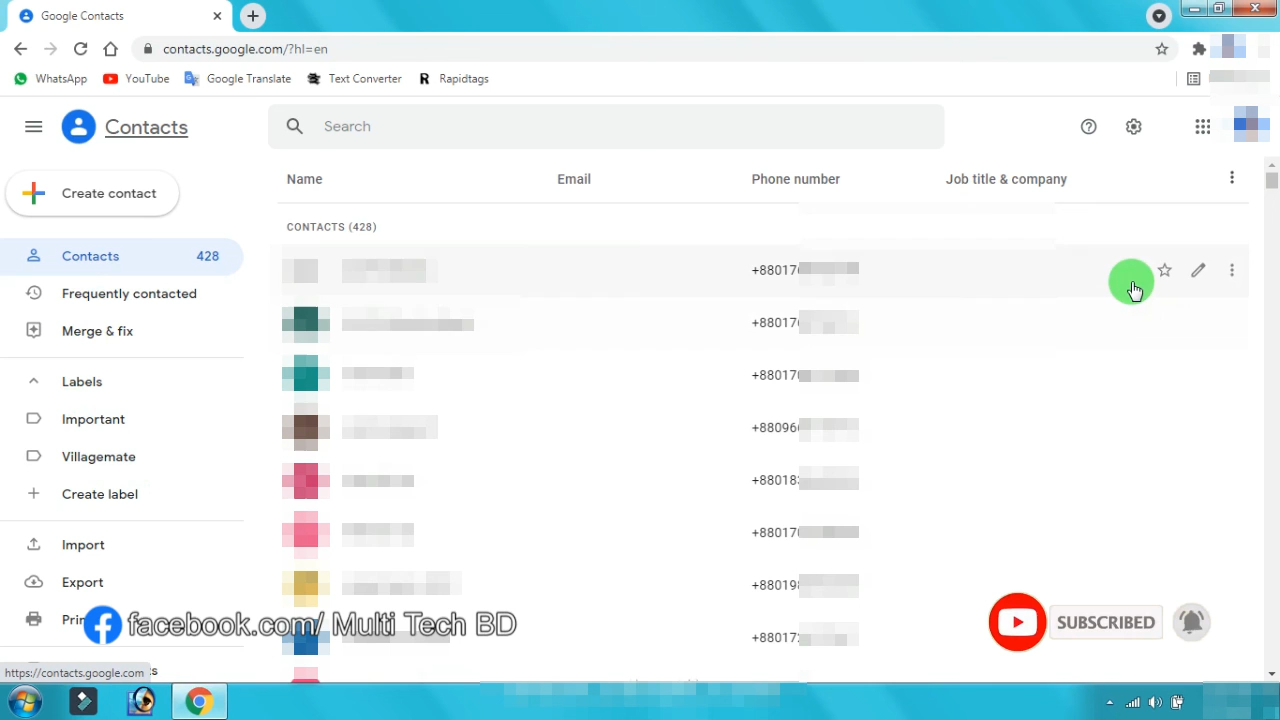 Google Contacts
contacts.google.com/?hl=en
WhatsApp YouTube Google Translate Text Converter Rapidtags
Contacts
Search
Create contact
Name Email Phone number Job title & company
CONTACTS (428)
Contacts 428
+88017
Frequently contacted
+88017
Merge & fix
+88017
Labels
Important
+88096
Villagemate
+88018
Create label
+88017
Import
Export
+88019
facebook.com/ Multi Tech BD
SUBSCRIBED
+88017
https://contacts.google.com